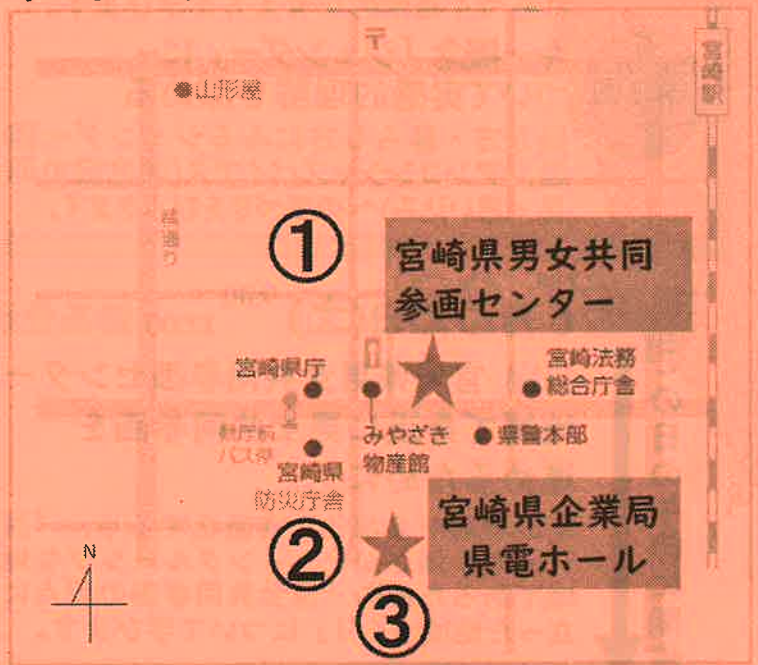 〒
宮崎駅
●山形屋
橘通り
①
宮崎県男女共同
参画センター
宮崎県庁
宮崎法務
総合庁舎
県庁前
バス停
みやざき
物産館
県警本部
宮崎県
防災庁舎
宮崎県企業局
県電ホール
②
③
N